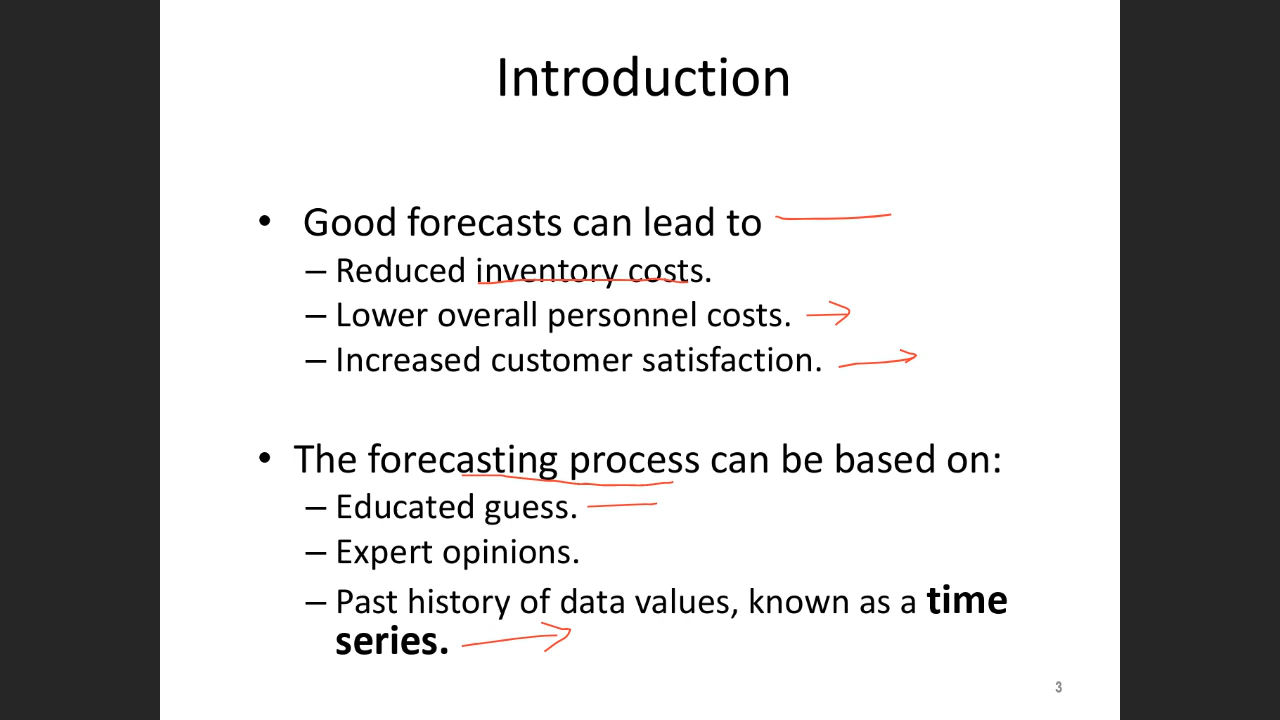 Introduction
• Good forecasts can lead to
– Reduced inventory costs.
– Lower overall personnel costs.
– Increased customer satisfaction.
• The forecasting process can be based on:
– Educated guess.
– Expert opinions.
– Past history of data values, known as a time
series.
3